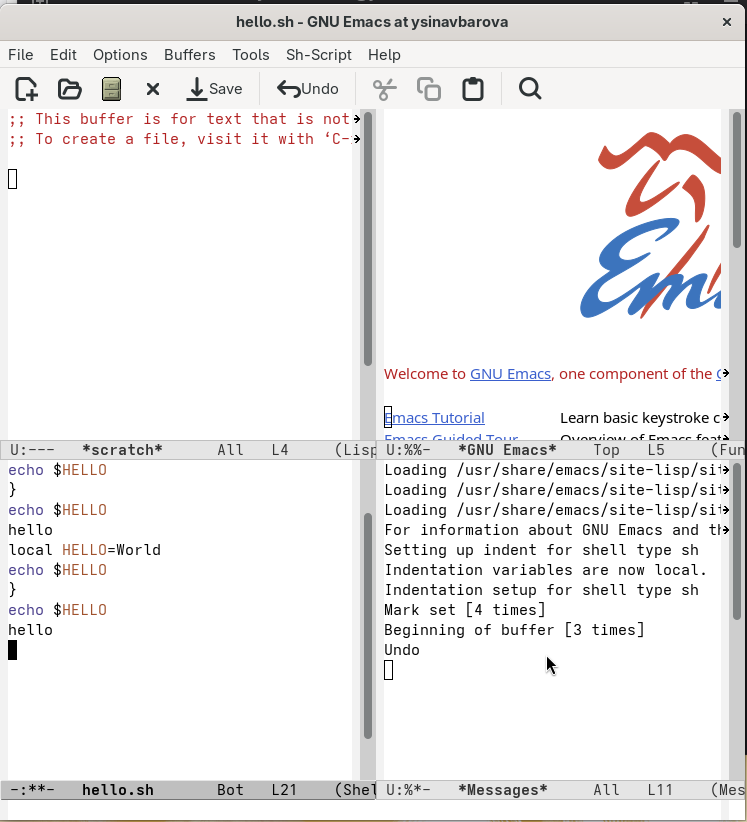 hello.sh - GNU Emacs at ysinavbarova
File Edit Options Buffers Tools Sh-Script Help
Save Undo
;; This buffer is for text that is not
;; To create a file, visit it with ‘C-
Em
Welcome to GNU Emacs, one component of the G
Emacs Tutorial Learn basic keystroke c
Emacs Guided Tour Overview of Emacs feat
U:--- *scratch* All L4 (Lisp
U:%%- *GNU Emacs* Top L5 (Fun
echo $HELLO
}
echo $HELLO
hello
local HELLO=World
echo $HELLO
}
echo $HELLO
hello
Loading /usr/share/emacs/site-lisp/sit
Loading /usr/share/emacs/site-lisp/sit
Loading /usr/share/emacs/site-lisp/sit
For information about GNU Emacs and th
Setting up indent for shell type sh
Indentation variables are now local.
Indentation setup for shell type sh
Mark set [4 times]
Beginning of buffer [3 times]
Undo
-:**- hello.sh Bot L21 (Shel
U:%*- *Messages* All L11 (Mes